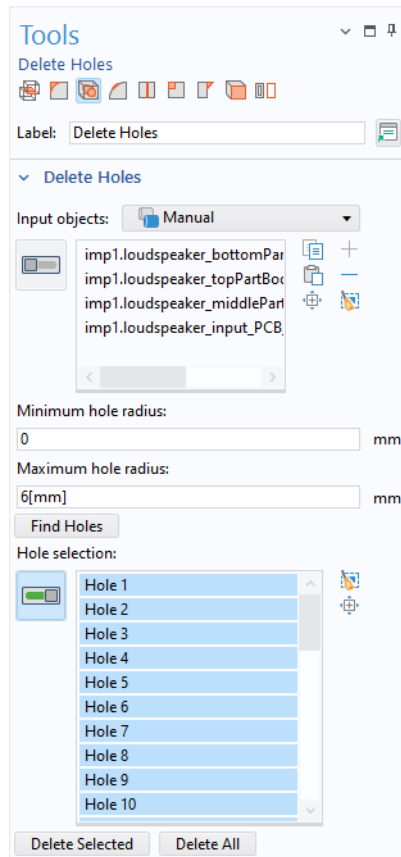 Tools
Delete Holes
Label: Delete Holes
Delete Holes
Input objects: Manual
imp1.loudspeaker_bottomPar
imp1.loudspeaker_topPartBod
imp1.loudspeaker_middlePart
imp1.loudspeaker_input_PCB_
Minimum hole radius:
0 mm
Maximum hole radius:
6[mm] mm
Find Holes
Hole selection:
Hole 1
Hole 2
Hole 3
Hole 4
Hole 5
Hole 6
Hole 7
Hole 8
Hole 9
Hole 10
Delete Selected Delete All